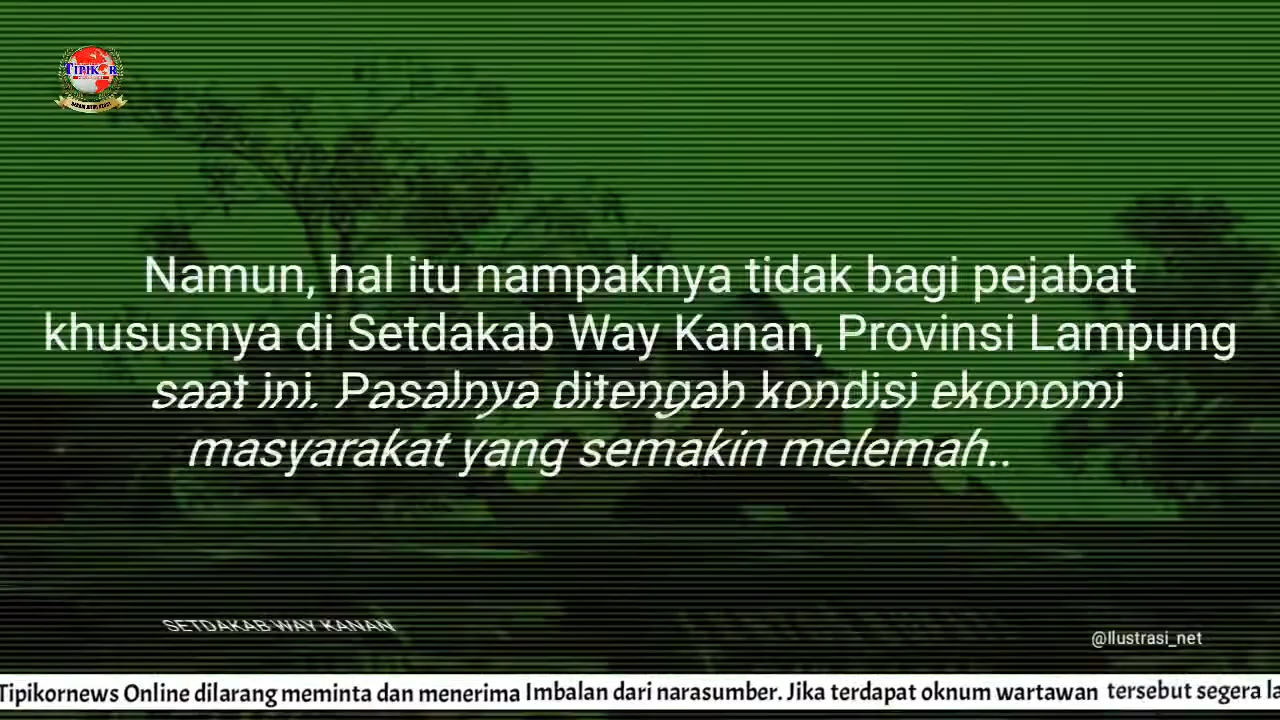 TIPIKOR
Namun, hal itu nampaknya tidak bagi pejabat
khususnya di Setdakab Way Kanan, Provinsi Lampung
saat ini. Pasalnya ditengah kondisi ekonomi
masyarakat yang semakin melemah..
SETDAKAB WAY KANAN
@Ilustrasi_net
Tipikornews Online dilarang meminta dan menerima Imbalan dari narasumber. Jika terdapat oknum wartawan tersebut segera la